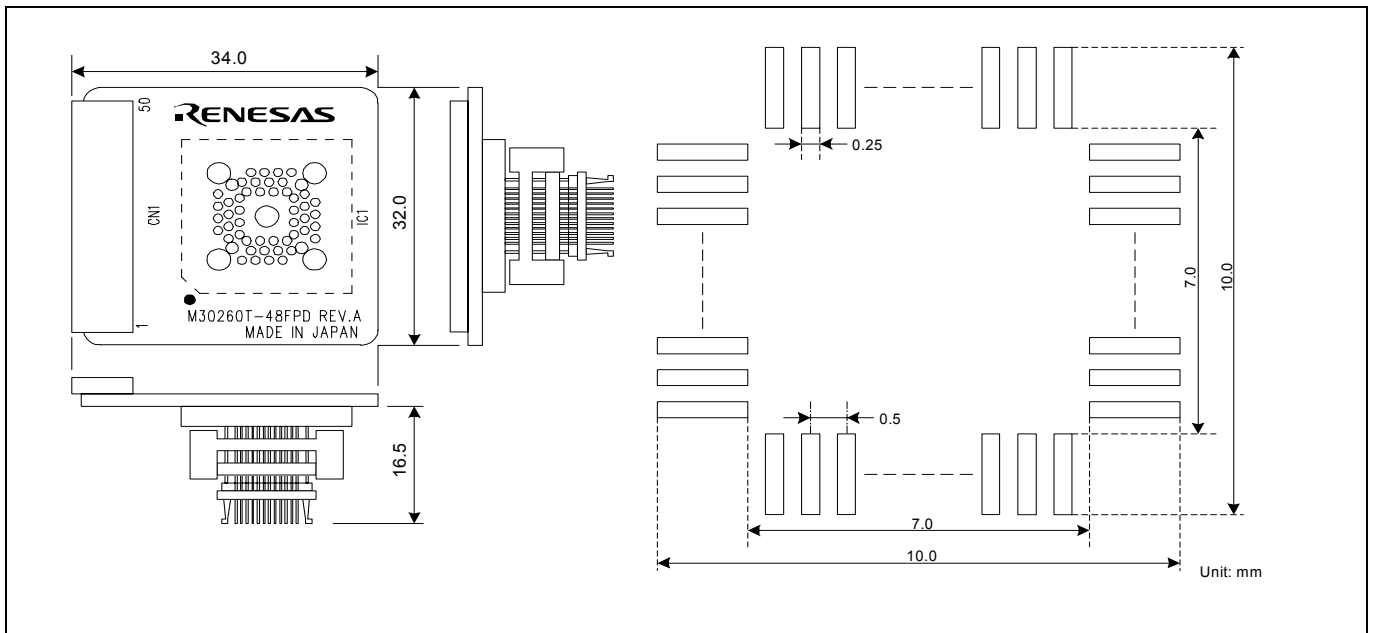 34.0
50
RENESAS
CN1
IC1
32.0
1
M30260T-48FPD REV.A
MADE IN JAPAN
16.5
0.25
7.0
10.0
0.5
7.0
10.0
Unit: mm